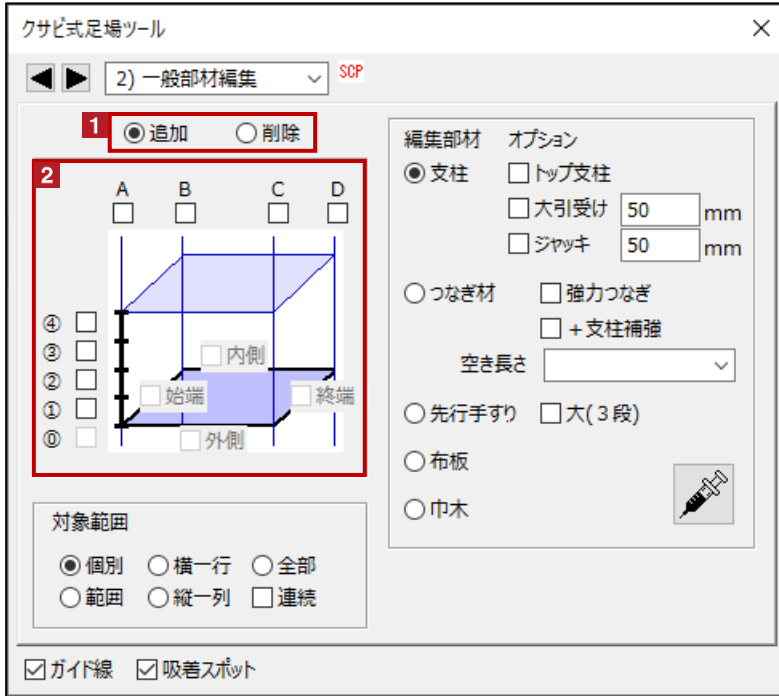 クサビ式足場ツール
2) 一般部材編集
SCP
1
追加 削除
2
A B C D
④
③
②
①
⓪
内側
始端 終端
外側
対象範囲
個別 横一行 全部
範囲 縦一列 連続
編集部材 オプション
支柱 トップ支柱
大引受け 50 mm
ジャッキ 50 mm
つなぎ材 強力つなぎ
+支柱補強
空き長さ
先行手すり 大(３段)
布板
巾木
ガイド線 吸着スポット